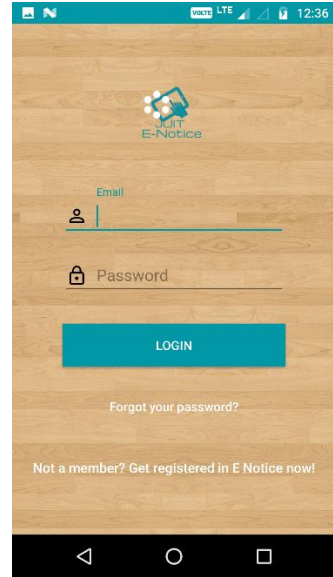 VOLTE LTE 12:36
JUIT
E-Notice
Email
Password
LOGIN
Forgot your password?
Not a member? Get registered in E Notice now!